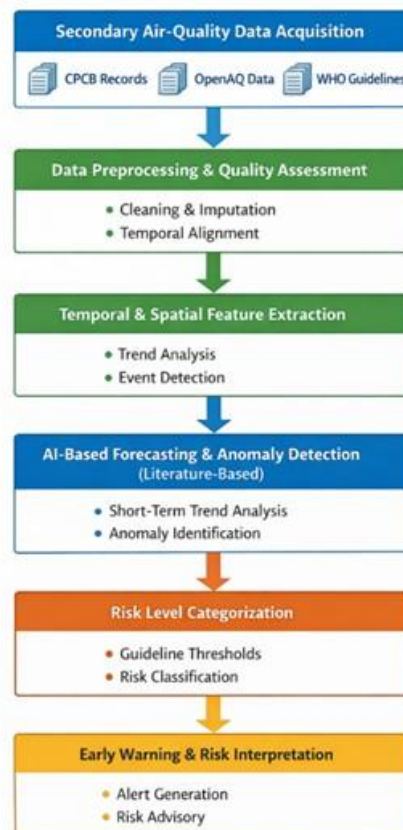 Secondary Air-Quality Data Acquisition
CPCB Records OpenAQ Data WHO Guidelines
Data Preprocessing & Quality Assessment
• Cleaning & Imputation
• Temporal Alignment
Temporal & Spatial Feature Extraction
• Trend Analysis
• Event Detection
AI-Based Forecasting & Anomaly Detection
(Literature-Based)
• Short-Term Trend Analysis
• Anomaly Identification
Risk Level Categorization
• Guideline Thresholds
• Risk Classification
Early Warning & Risk Interpretation
• Alert Generation
• Risk Advisory